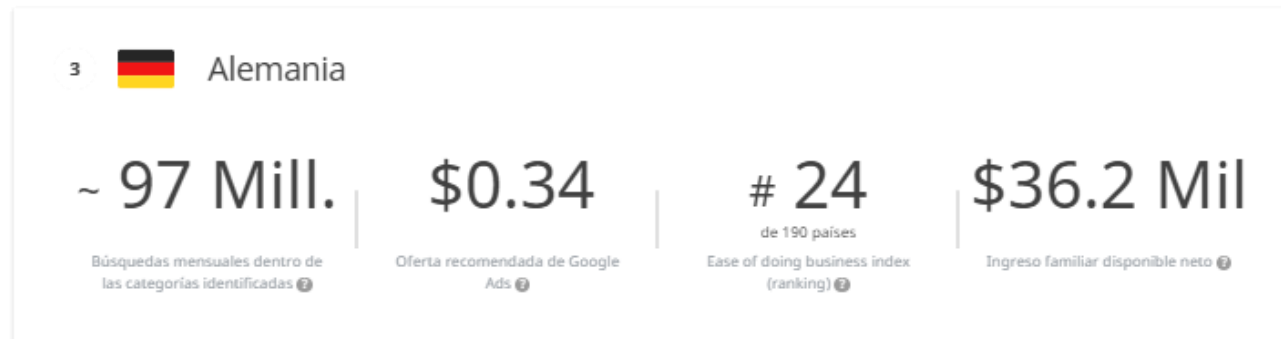 3 Alemania
~ 97 Mill.
Búsquedas mensuales dentro de
las categorías identificadas ?
$0.34
Oferta recomendada de Google
Ads ?
# 24
de 190 países
Ease of doing business index
(ranking) ?
$36.2 Mil
Ingreso familiar disponible neto ?